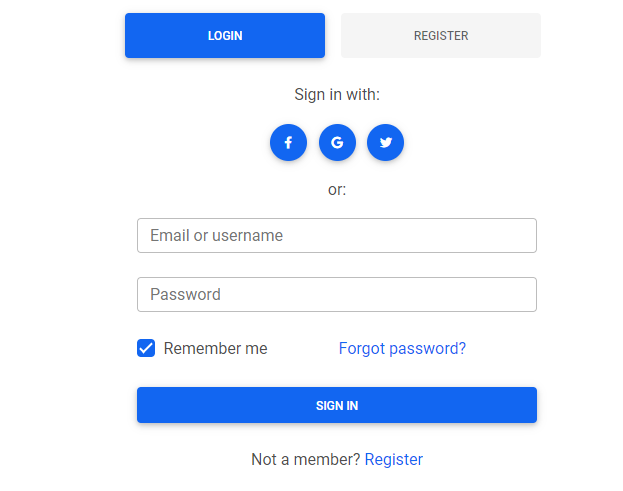 LOGIN REGISTER
Sign in with:
or:
Email or username
Password
Remember me Forgot password?
SIGN IN
Not a member? Register